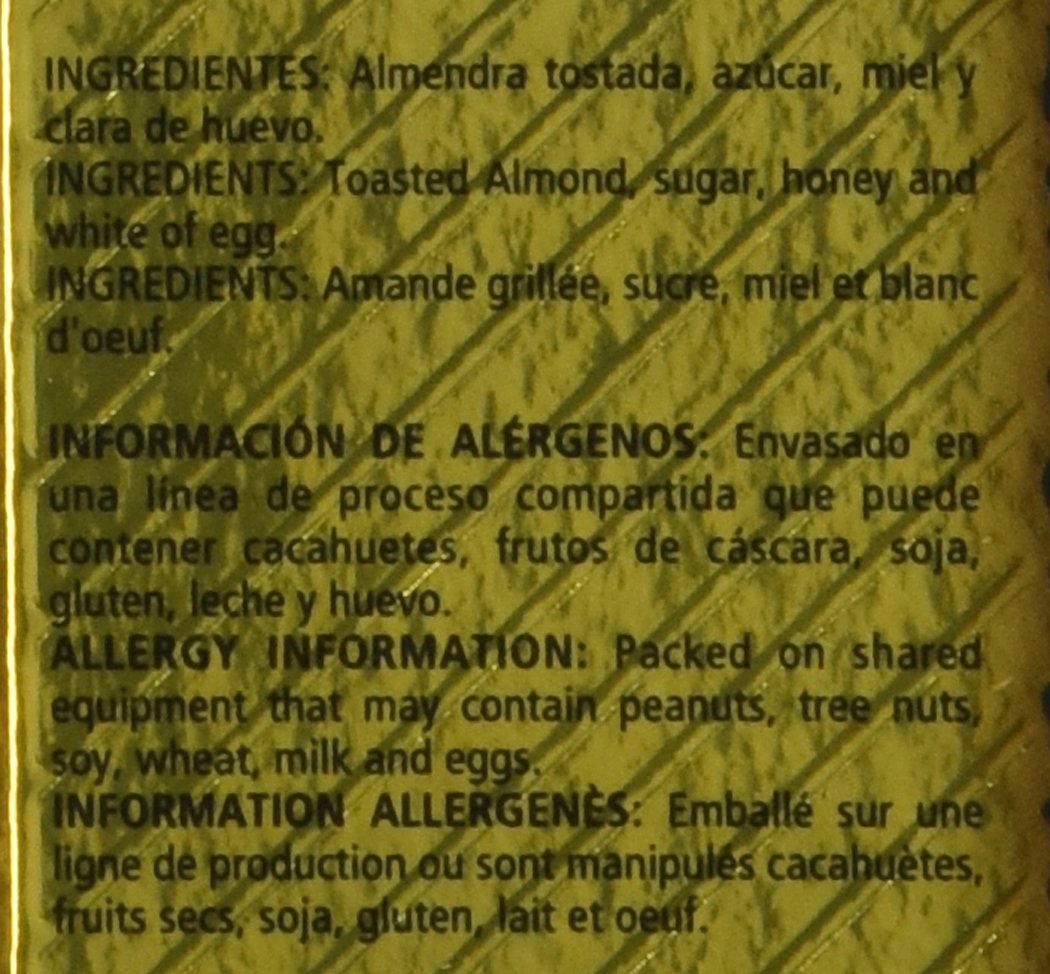 INGREDIENTES: Almendra tostada, azúcar, miel y
clara de huevo.
INGREDIENTS: Toasted Almond, sugar, honey and
white of egg.
INGREDIENTS: Amande grillée, sucre, miel et blanc
d'oeuf.
INFORMACIÓN DE ALÉRGENOS: Envasado en
una línea de proceso compartida que puede
contener cacahuetes, frutos de cáscara, soja,
gluten, leche y huevo.
ALLERGY INFORMATION: Packed on shared
equipment that may contain peanuts, tree nuts,
soy, wheat, milk and eggs.
INFORMATION ALLERGENÈS: Emballé sur une
ligne de production ou sont manipulés cacahuètes,
fruits secs, soja, gluten, lait et oeuf.